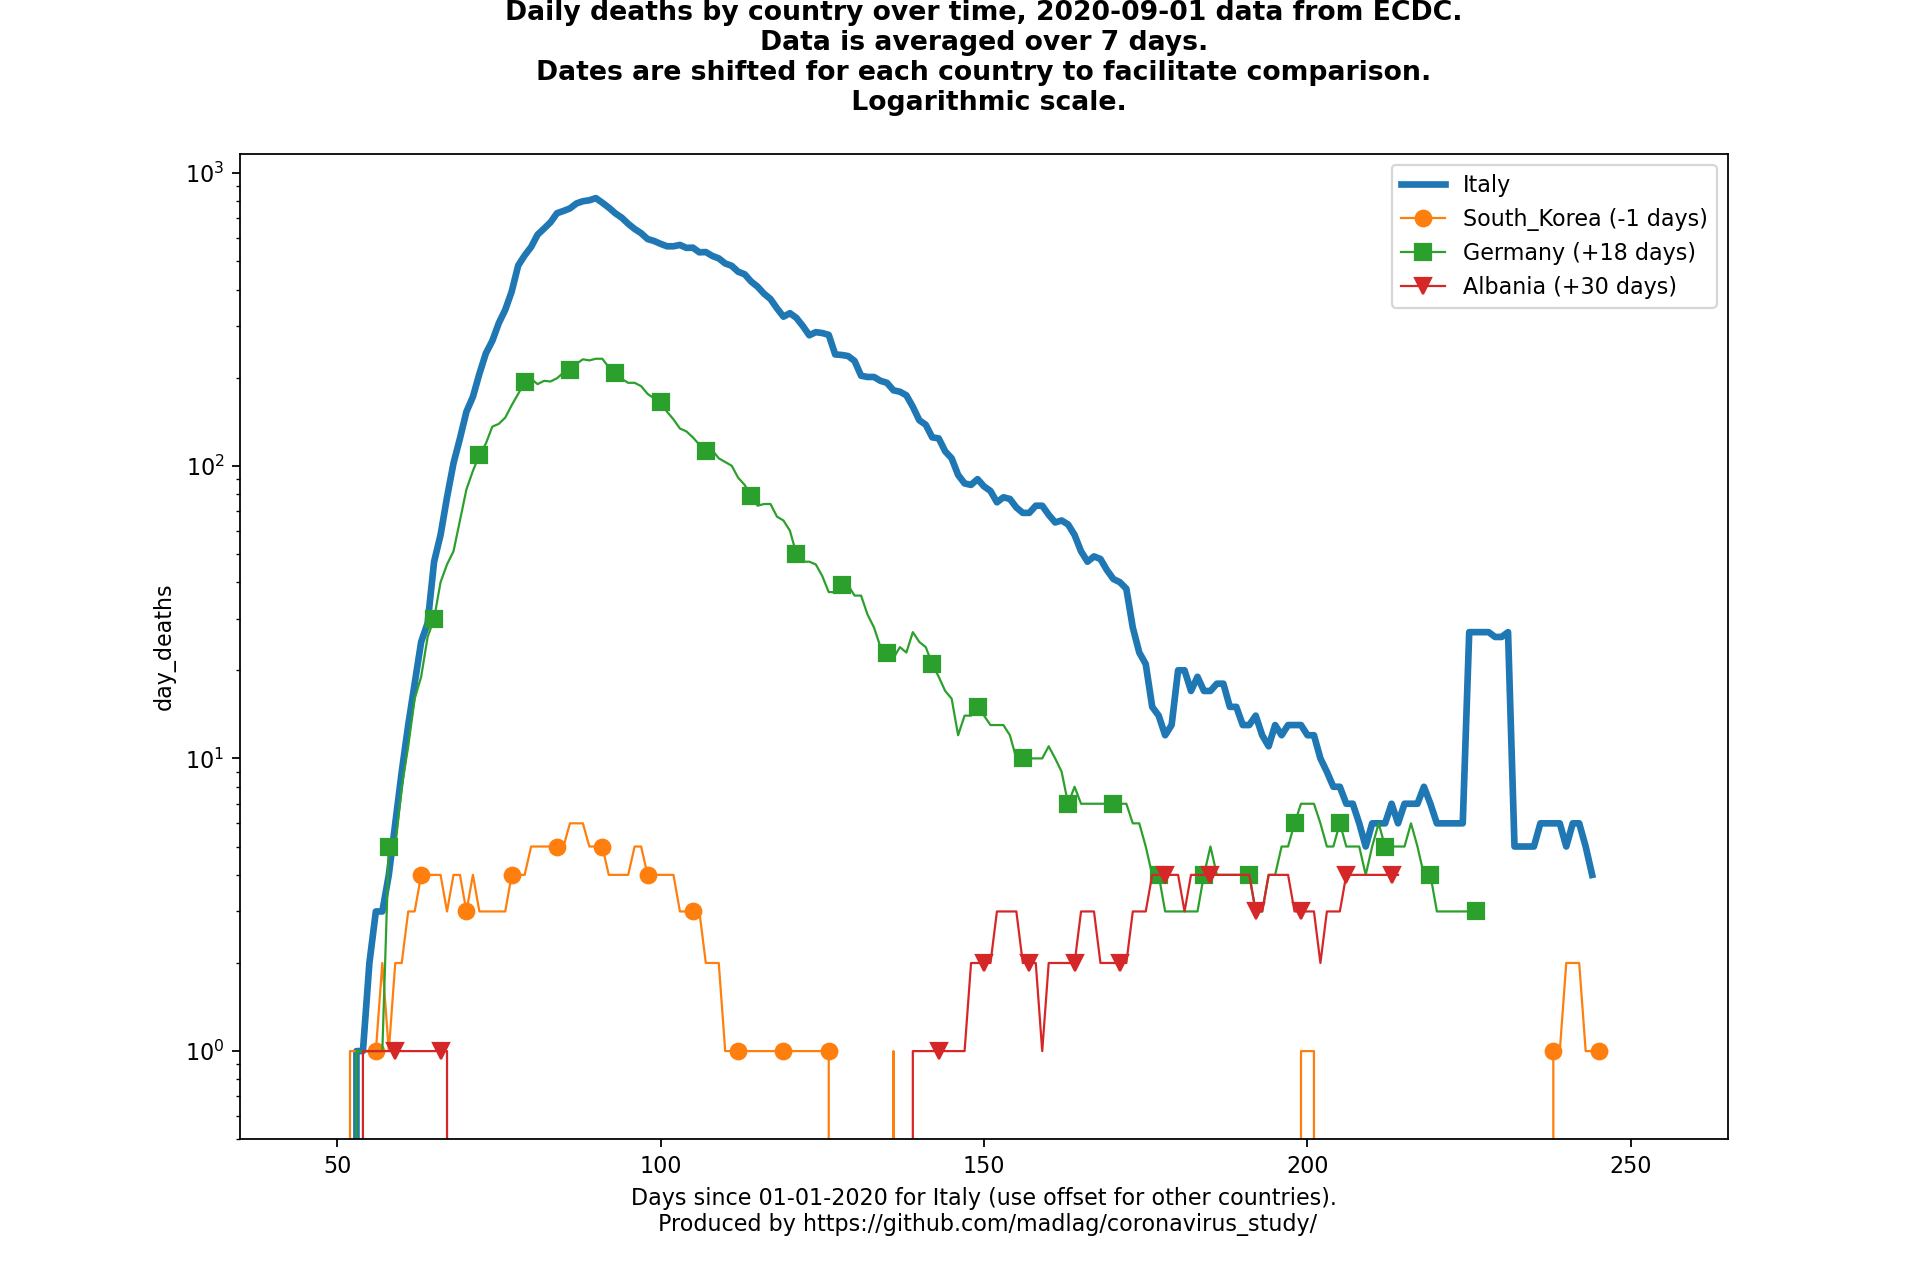 Daily deaths by country over time, 2020-09-01 data from ECDC.
Data is averaged over 7 days.
Dates are shifted for each country to facilitate comparison.
Logarithmic scale.
10³
10²
10¹
10⁰
day_deaths
Italy
South_Korea (-1 days)
Germany (+18 days)
Albania (+30 days)
50 100 150 200 250
Days since 01-01-2020 for Italy (use offset for other countries).
Produced by https://github.com/madlag/coronavirus_study/